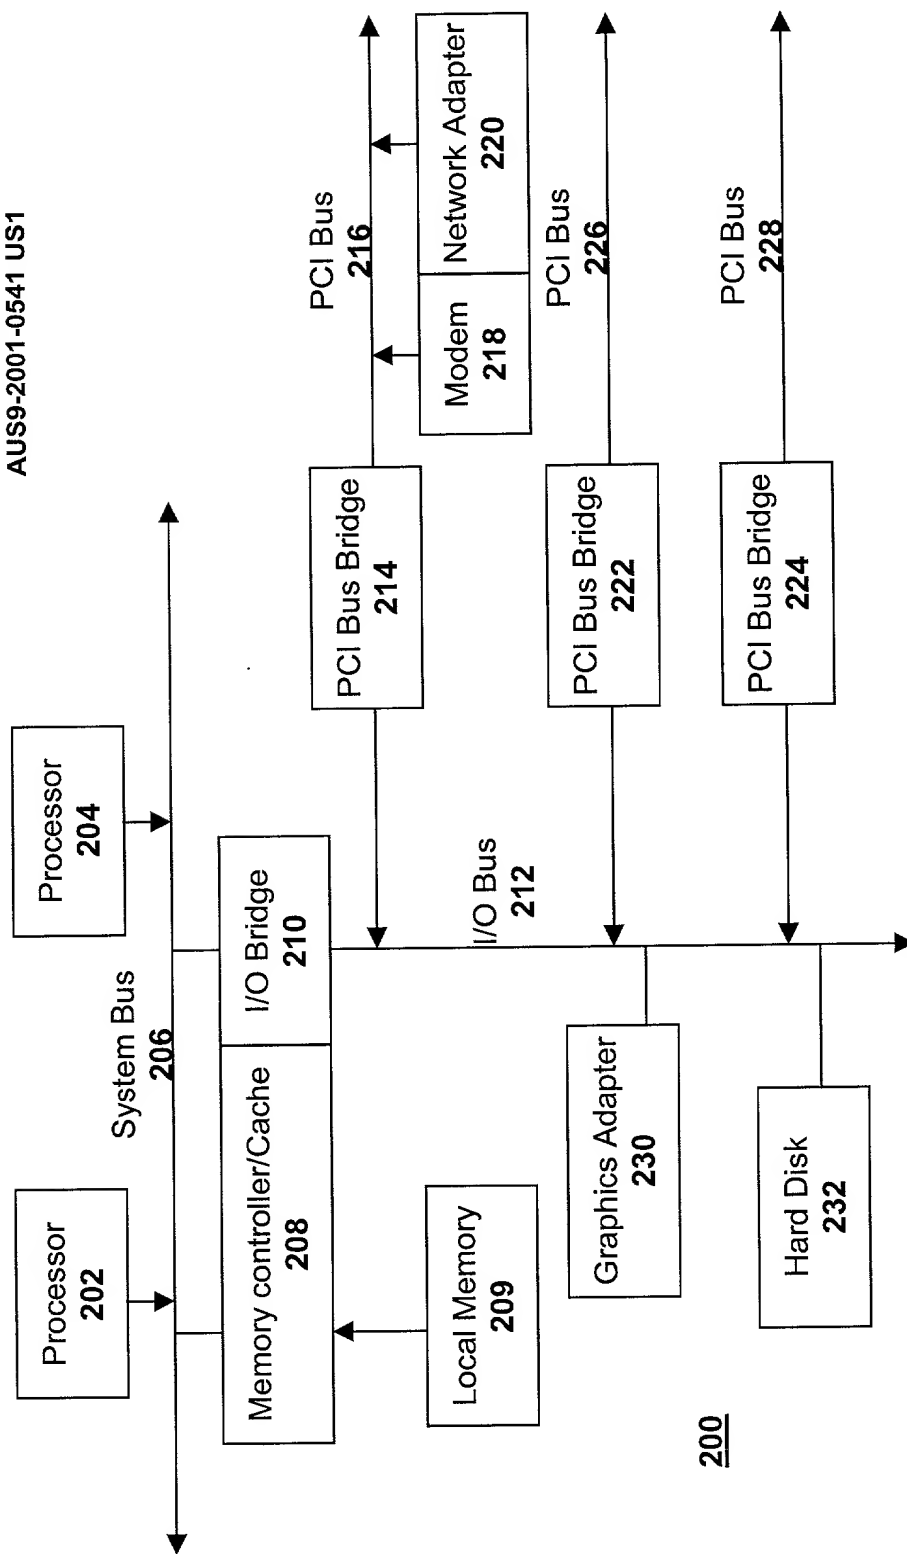 AUS9-2001-0541 US1
Processor
202
Processor
204
System Bus
206
Memory controller/Cache
208
I/O Bridge
210
Local Memory
209
PCI Bus Bridge
214
PCI Bus
216
Modem
218
Network Adapter
220
I/O Bus
212
PCI Bus Bridge
222
PCI Bus
226
Graphics Adapter
230
PCI Bus Bridge
224
PCI Bus
228
Hard Disk
232
200